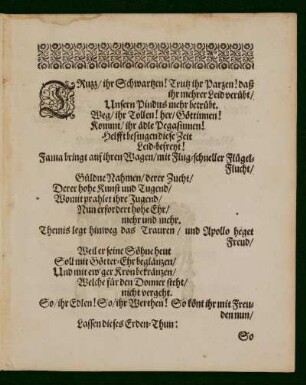 TRutz/ ihr Schwartzen! Trutz ihr Parzen! daß
ihr mehrer Leid verübt/
Unsern Pindus mehr betrübt.
Weg/ ihr Tollen! her/ Göttinnen!
Kommt/ ihr ädle Pegasinnen!
Helfft besingen diese Zeit
Leid-befreyt!
Fama bringt auf ihren Wagen/ mit Flug-schneller Flügel-
Flucht/
Güldne Nahmen/ derer Zucht/
Derer hohe Kunst und Tugend/
Womit prahlet ihre Jugend/
Nun erfordert hohe Ehr/
mehr und mehr.
Themis legt hinweg das Trauren/ und Apollo heget
Freud/
Weil er seine Söhne heut
Soll mit Götter-Ehr beglänzen/
Und mit ew'ger Kron bekränzen/
Welche für den Donner steht/
nicht vergeht.
So/ ihr Edlen! So/ ihr Werthen! So könt ihr mit Freu-
den nun/
Lassen dieses Erden-Thun:
So